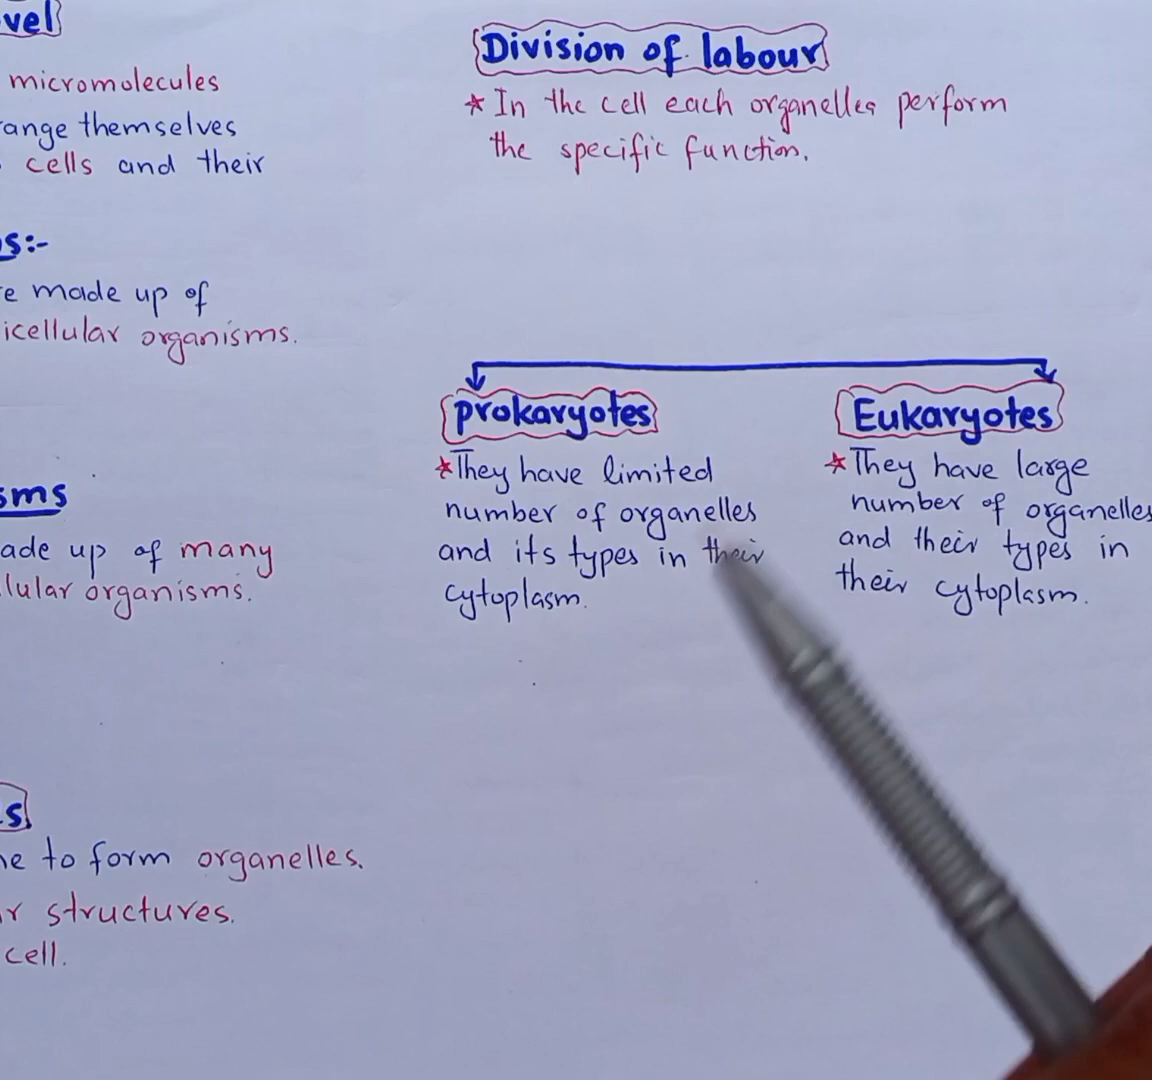 vel
micromolecules
ange themselves
cells and their
s:-
e made up of
icellular organisms.
sms
ade up of many
lular organisms.
s
e to form organelles.
r structures.
cell.
Division of labour
* In the cell each organelles perform
the specific function.
prokaryotes
* They have limited
number of organelles
and its types in their
cytoplasm.
Eukaryotes
* They have large
number of organelles
and their types in
their cytoplasm.